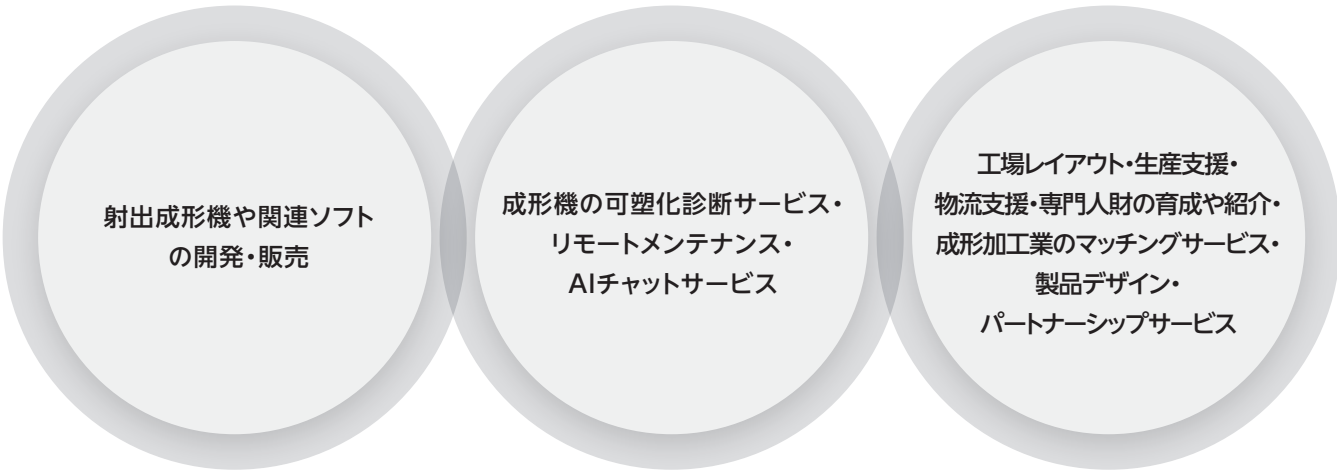 射出成形機や関連ソフト
の開発・販売
成形機の可塑化診断サービス・
リモートメンテナンス・
AIチャットサービス
工場レイアウト・生産支援・
物流支援・専門人財の育成や紹介・
成形加工業のマッチングサービス・
製品デザイン・
パートナーシップサービス